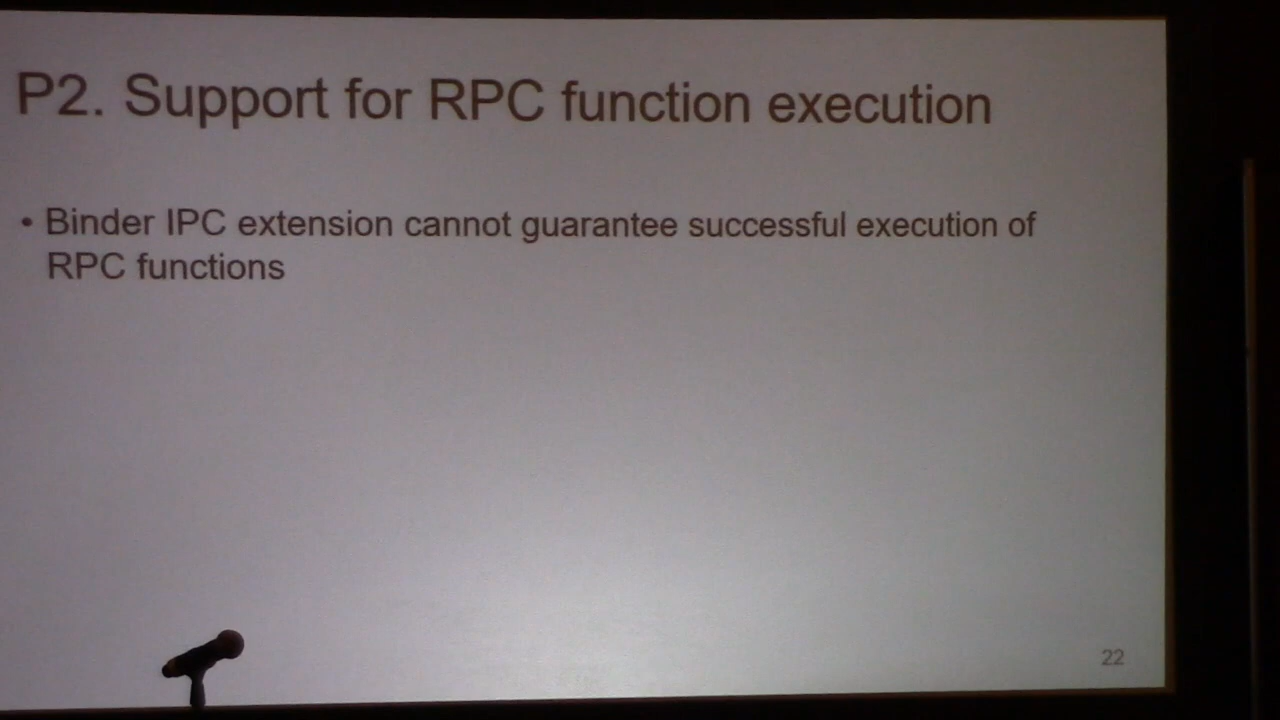 P2. Support for RPC function execution
• Binder IPC extension cannot guarantee successful execution of
RPC functions
22